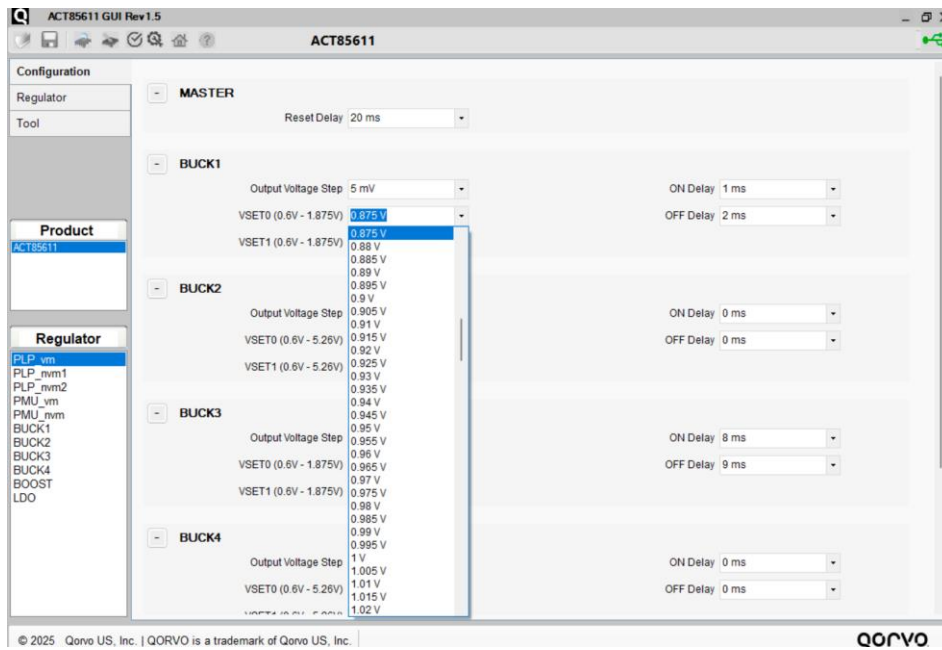 ACT85611 GUI Rev1.5
ACT85611
Configuration
Regulator
Tool
Product
ACT85611
Regulator
PLP_vm
PLP_nvm1
PLP_nvm2
PMU_vm
PMU_nvm
BUCK1
BUCK2
BUCK3
BUCK4
BOOST
LDO
- MASTER
Reset Delay 20 ms
- BUCK1
Output Voltage Step 5 mV ON Delay 1 ms
VSET0 (0.6V - 1.875V) 0.875 V OFF Delay 2 ms
VSET1 (0.6V - 1.875V)
0.875 V
0.88 V
0.885 V
0.89 V
0.895 V
0.9 V
0.905 V
0.91 V
0.915 V
0.92 V
0.925 V
0.93 V
0.935 V
0.94 V
0.945 V
0.95 V
0.955 V
0.96 V
0.965 V
0.97 V
0.975 V
0.98 V
0.985 V
0.99 V
0.995 V
1 V
1.005 V
1.01 V
1.015 V
1.02 V
- BUCK2
Output Voltage Step ON Delay 0 ms
VSET0 (0.6V - 5.26V) OFF Delay 0 ms
VSET1 (0.6V - 5.26V)
- BUCK3
Output Voltage Step ON Delay 8 ms
VSET0 (0.6V - 1.875V) OFF Delay 9 ms
VSET1 (0.6V - 1.875V)
- BUCK4
Output Voltage Step ON Delay 0 ms
VSET0 (0.6V - 5.26V) OFF Delay 0 ms
© 2025 Qorvo US, Inc. | QORVO is a trademark of Qorvo US, Inc.
QORVO